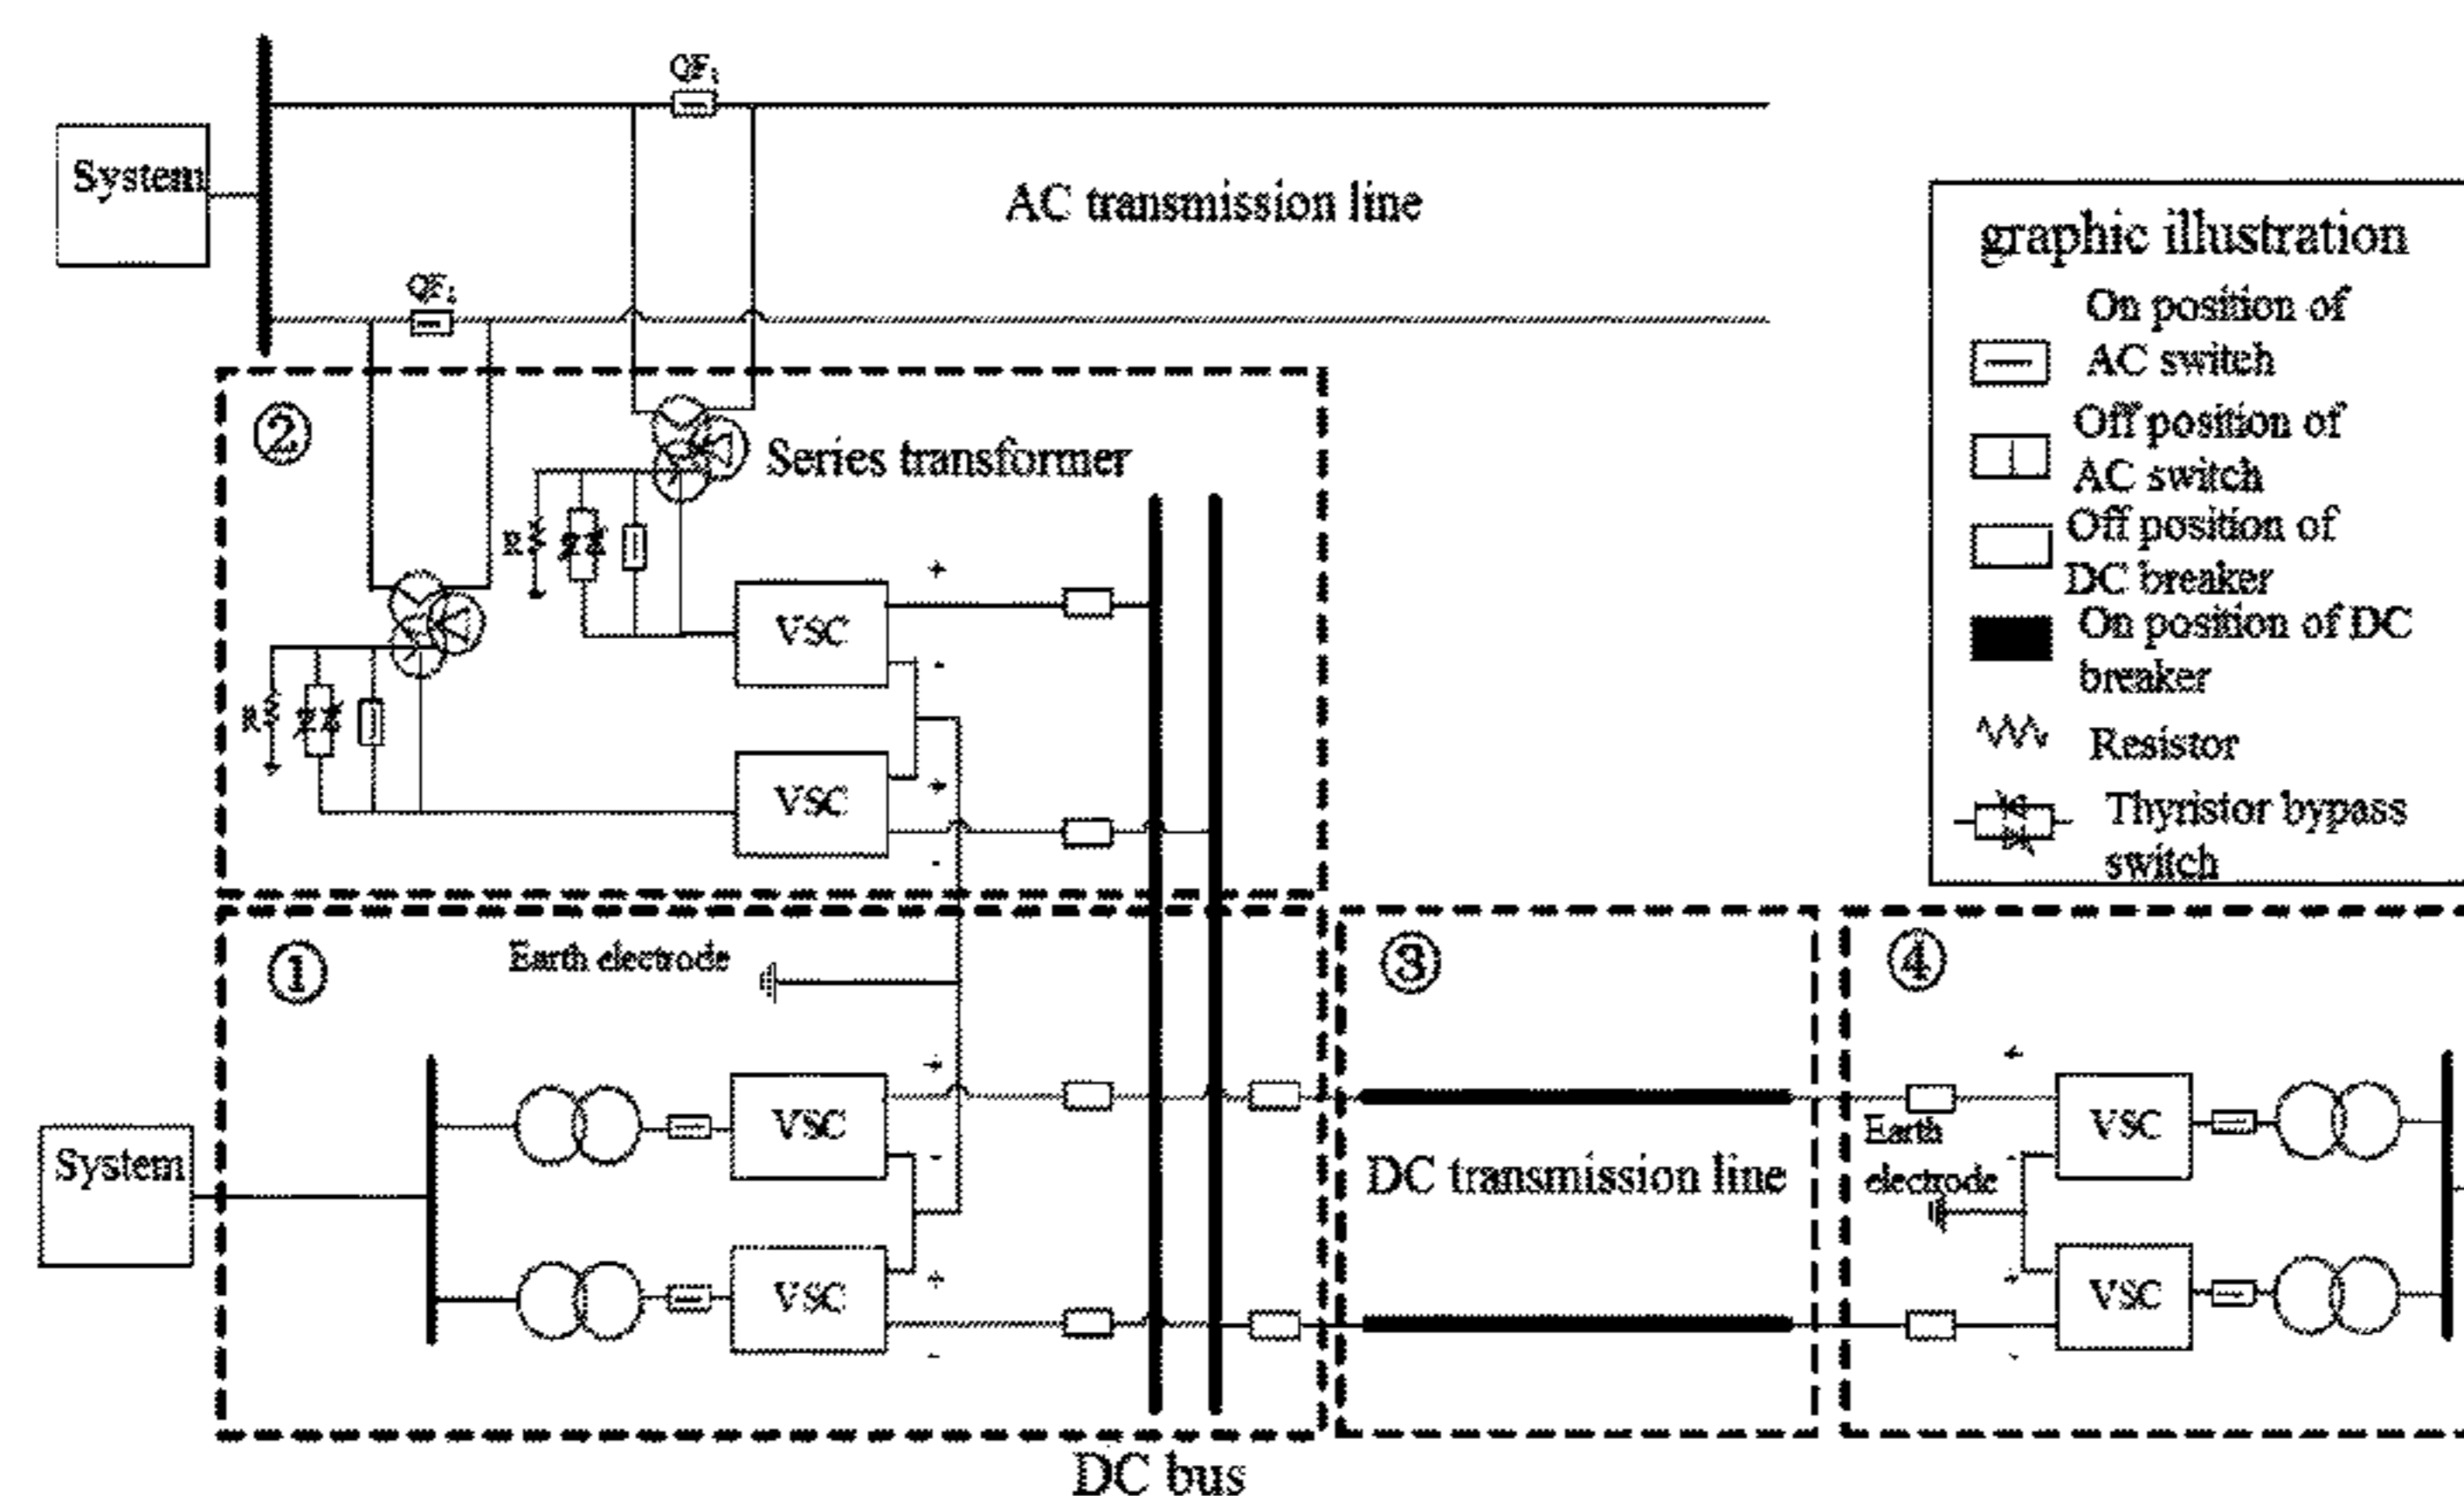 QF₁
System
AC transmission line
QF₂
②
Series transformer
R
R
VSC
+
-
VSC
+
-
graphic illustration
On position of
AC switch
Off position of
AC switch
Off position of
DC breaker
On position of DC
breaker
Resistor
Thyristor bypass
switch
①
Earth electrode
System
VSC
+
-
VSC
+
-
DC bus
③
DC transmission line
④
Earth
electrode
+
-
VSC
+
-
VSC